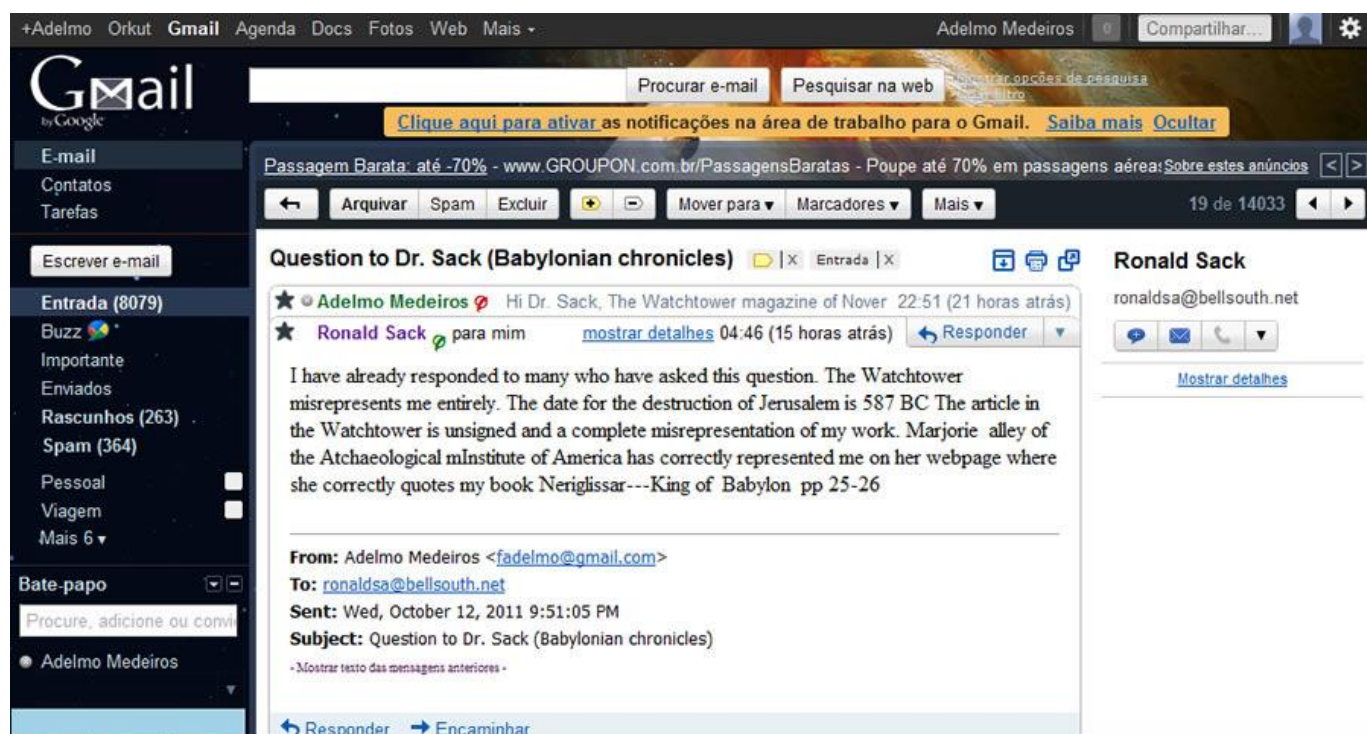 +Adelmo Orkut Gmail Agenda Docs Fotos Web Mais
Adelmo Medeiros 0 Compartilhar...
Gmail
by Google
Procurar e-mail Pesquisar na web
Mostrar opções de pesquisa
filtro
Clique aqui para ativar as notificações na área de trabalho para o Gmail. Saiba mais Ocultar
E-mail
Contatos
Tarefas
Passagem Barata: até -70% - www.GROUPON.com.br/PassagensBaratas - Poupe até 70% em passagens aéreas Sobre estes anúncios < >
Arquivar Spam Excluir Mover para Marcadores Mais 19 de 14033
Escrever e-mail
Entrada (8079)
Buzz
Importante
Enviados
Rascunhos (263)
Spam (364)
Pessoal
Viagem
Mais 6
Bate-papo
Procure, adicione ou convi
Adelmo Medeiros
Question to Dr. Sack (Babylonian chronicles) x Entrada x
Adelmo Medeiros Hi Dr. Sack, The Watchtower magazine of Nover 22:51 (21 horas atrás)
Ronald Sack para mim mostrar detalhes 04:46 (15 horas atrás) Responder
I have already responded to many who have asked this question. The Watchtower
misrepresents me entirely. The date for the destruction of Jerusalem is 587 BC The article in
the Watchtower is unsigned and a complete misrepresentation of my work. Marjorie alley of
the Atchaeological mInstitute of America has correctly represented me on her webpage where
she correctly quotes my book Neriglissar---King of Babylon pp 25-26
From: Adelmo Medeiros <fadelmo@gmail.com>
To: ronaldsa@bellsouth.net
Sent: Wed, October 12, 2011 9:51:05 PM
Subject: Question to Dr. Sack (Babylonian chronicles)
- Mostrar texto das mensagens anteriores -
Responder Encaminhar
Ronald Sack
ronaldsa@bellsouth.net
Mostrar detalhes